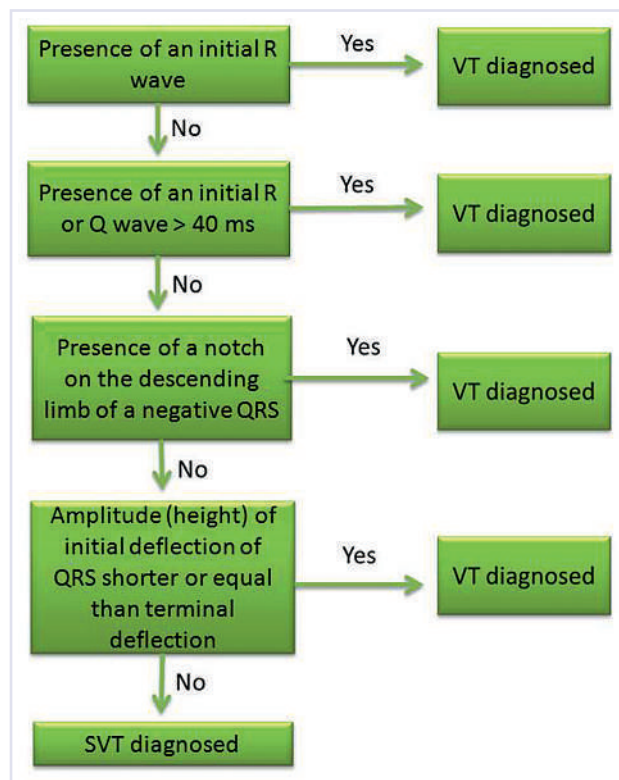 Presence of an initial R
wave
Yes
VT diagnosed
No
Presence of an initial R
or Q wave > 40 ms
Yes
VT diagnosed
No
Presence of a notch
on the descending
limb of a negative QRS
Yes
VT diagnosed
No
Amplitude (height) of
initial deflection of
QRS shorter or equal
than terminal
deflection
Yes
VT diagnosed
No
SVT diagnosed